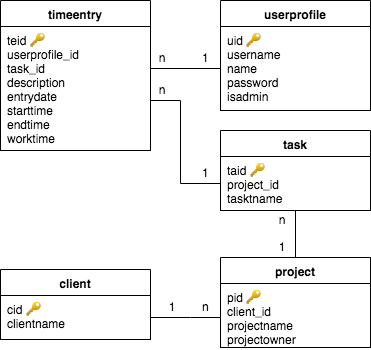 timeentry
teid
userprofile_id
task_id
description
entrydate
starttime
endtime
worktime
userprofile
uid
username
name
password
isadmin
n
1
n
1
task
taid
project_id
tasktname
n
1
client
cid
clientname
1
n
project
pid
client_id
projectname
projectowner